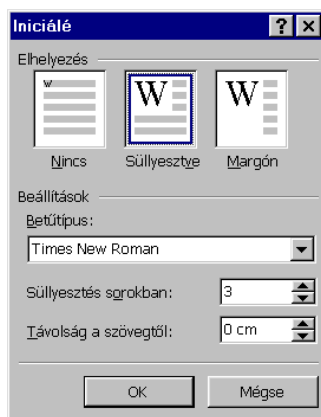 Iniciálé ? ×
Elhelyezés
W W W
Nincs Süllyesztve Margón
Beállítások
Betűtípus:
Times New Roman
Süllyesztés sorokban: 3
Távolság a szövegtől: 0 cm
OK Mégse